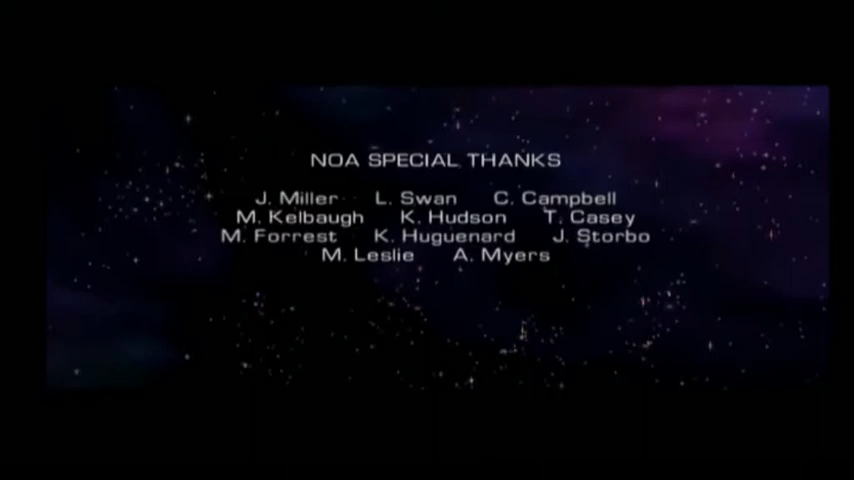 NOA SPECIAL THANKS
J. Miller L. Swan C. Campbell
M. Kelbaugh K. Hudson T. Casey
M. Forrest K. Huguenard J. Storbo
M. Leslie A. Myers